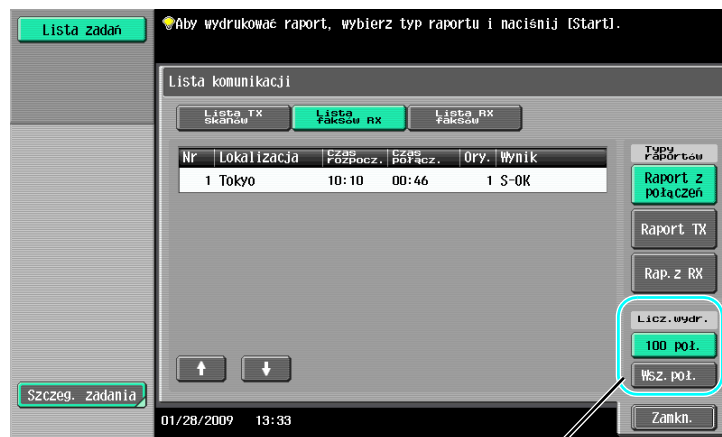 Lista zadań
Aby wydrukować raport, wybierz typ raportu i naciśnij [Start].
Lista komunikacji
Lista TX
skanów
Lista
faksów RX
Lista RX
faksów
Nr Lokalizacja Czas rozpocz. Czas połącz. Ory. Wynik
1 Tokyo 10:10 00:46 1 S-OK
Typy
raportów
Raport z
połączeń
Raport TX
Rap.z RX
Licz.wydr.
100 poł.
Wsz.poł.
Szczeg. zadania
01/28/2009 13:33
Zamkn.